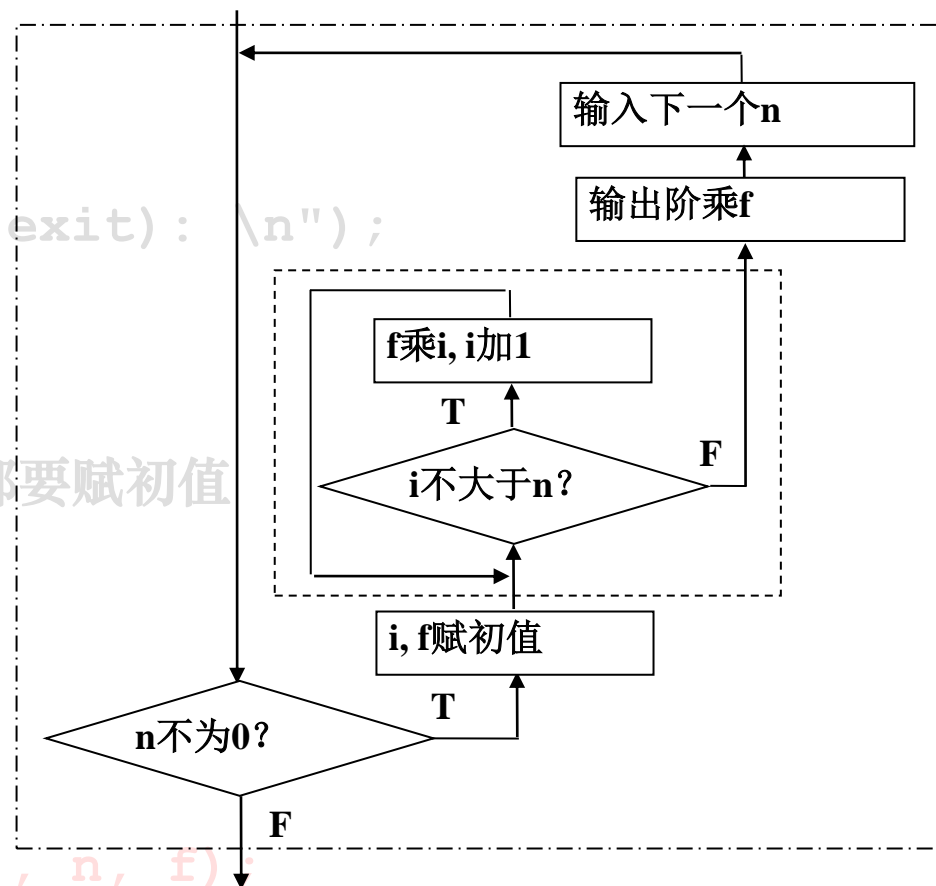 输入下一个n
输出阶乘f
exit): \n");
f乘i, i加1
T
F
i不大于n?
要赋初值
i, f赋初值
T
n不为0?
F
, n, f);